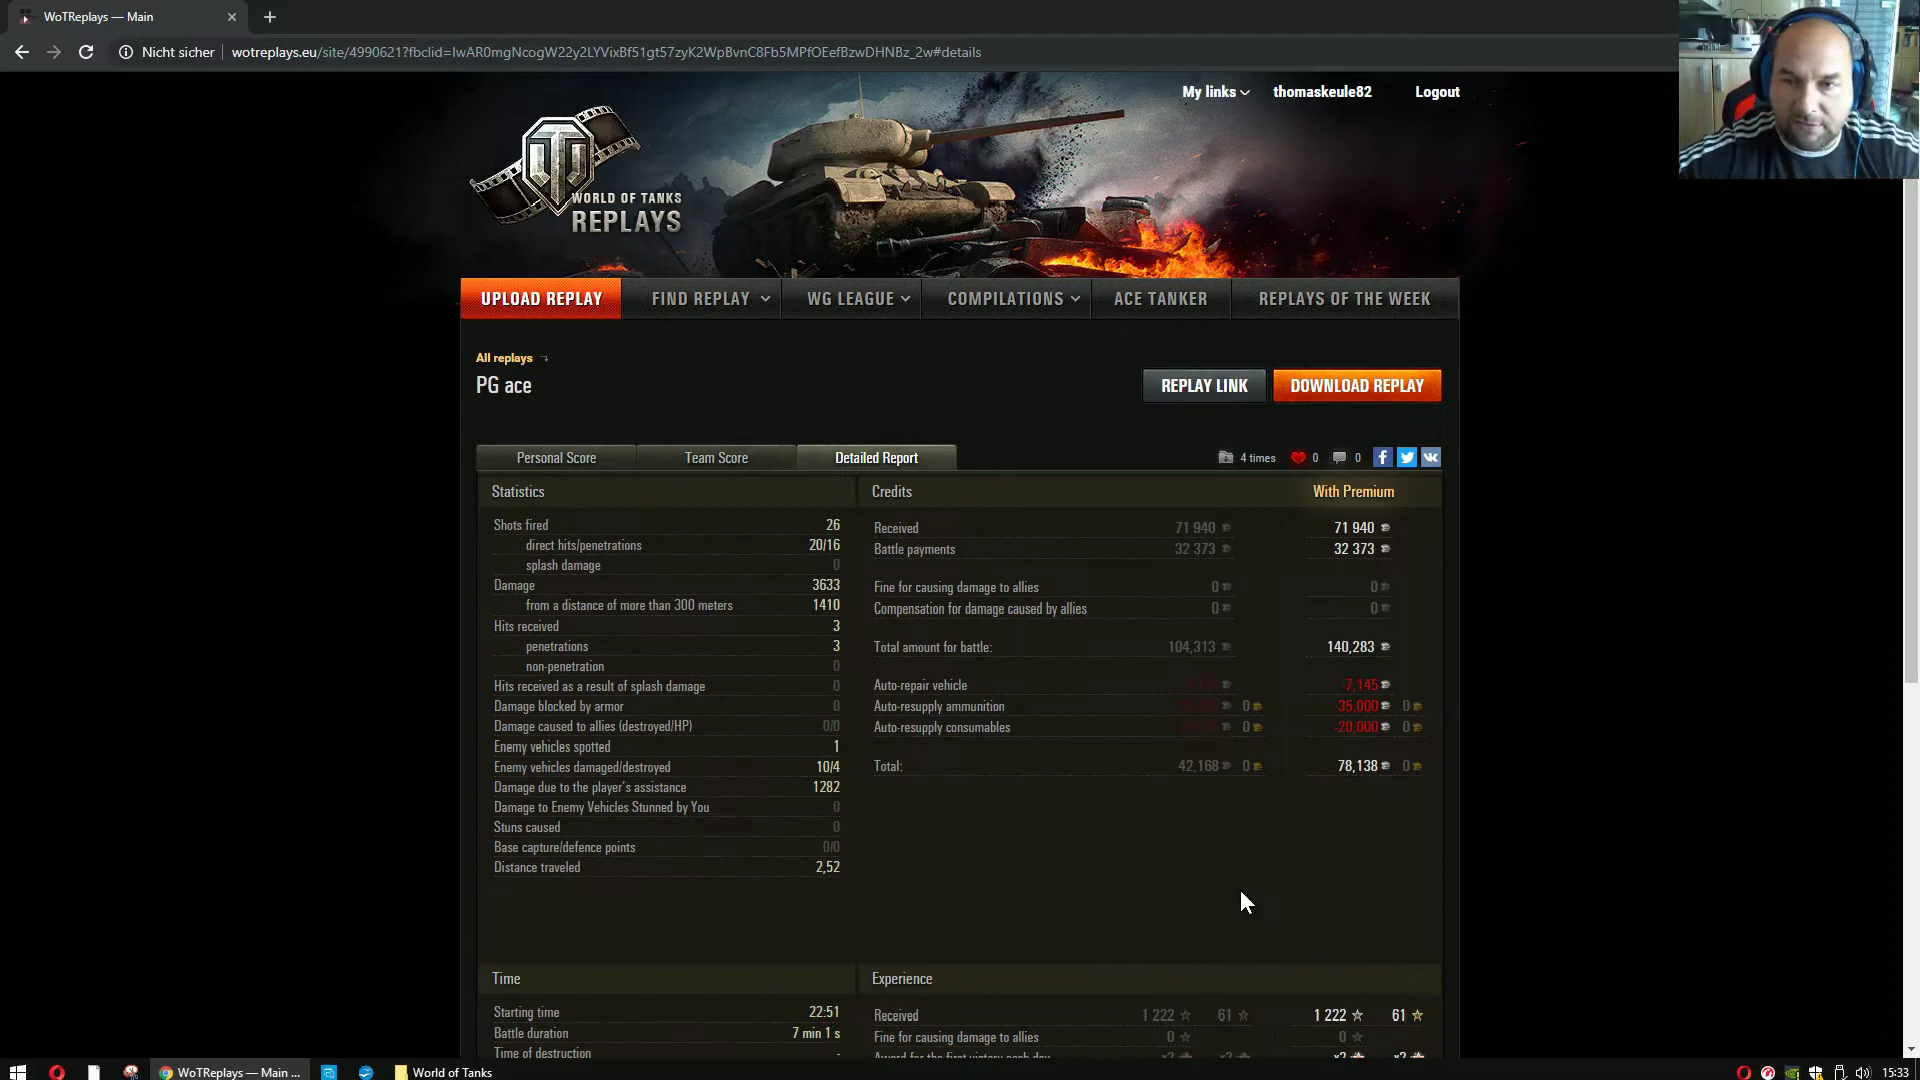 WoTReplays — Main
Nicht sicher wotreplays.eu/site/4990621?fbclid=IwAR0mgNcogW22y2LYVixBf51gt57zyK2WpBvnC8Fb5MPfOEefBzwDHNBz_2w#details
My links thomaskeule82 Logout
WORLD OF TANKS
REPLAYS
UPLOAD REPLAY FIND REPLAY WG LEAGUE COMPILATIONS ACE TANKER REPLAYS OF THE WEEK
All replays
PG ace
REPLAY LINK DOWNLOAD REPLAY
Personal Score Team Score Detailed Report 4 times 0 0
Statistics Credits With Premium
Shots fired 26
direct hits/penetrations 20/16
splash damage 0
Damage 3633
from a distance of more than 300 meters 1410
Hits received 3
penetrations 3
non-penetration 0
Hits received as a result of splash damage 0
Damage blocked by armor 0
Damage caused to allies (destroyed/HP) 0/0
Enemy vehicles spotted 1
Enemy vehicles damaged/destroyed 10/4
Damage due to the player's assistance 1282
Damage to Enemy Vehicles Stunned by You 0
Stuns caused 0
Base capture/defence points 0/0
Distance traveled 2,52
Received 71 940 71 940
Battle payments 32 373 32 373
Fine for causing damage to allies 0 0
Compensation for damage caused by allies 0 0
Total amount for battle: 104,313 140,283
Auto-repair vehicle -7,145
Auto-resupply ammunition 0 -35,000 0
Auto-resupply consumables 0 -20,000 0
Total: 42,168 0 78,138 0
Time Experience
Starting time 22:51
Battle duration 7 min 1 s
Time of destruction -
Received 1 222 61 1 222 61
Fine for causing damage to allies 0 0
Award for the first victory each day x2 x2 x2 x2
WoTReplays — Main ... World of Tanks 15:33